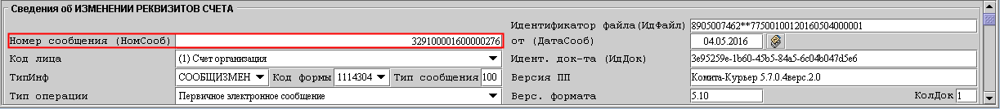 Сведения об ИЗМЕНЕНИИ РЕКВИЗИТОВ СЧЕТА
Идентификатор файла(ИдФайл) 8905007462**77500100120160504000001
Номер сообщения (НомСооб) 329100001600000276 от (ДатаСооб) 04.05.2016
Код лица (1) Счет организация Идент. док-та (ИдДок) 3e95259e-1b60-45b5-84a5-6c04b047d5e6
ТипИнф СООБЩИЗМЕН Код формы 1114304 Тип сообщения 100 Версия ПП Комита-Курьер 5.7.0.4верс.2.0
Тип операции Первичное электронное сообщение Верс. формата 5.10 КолДок 1